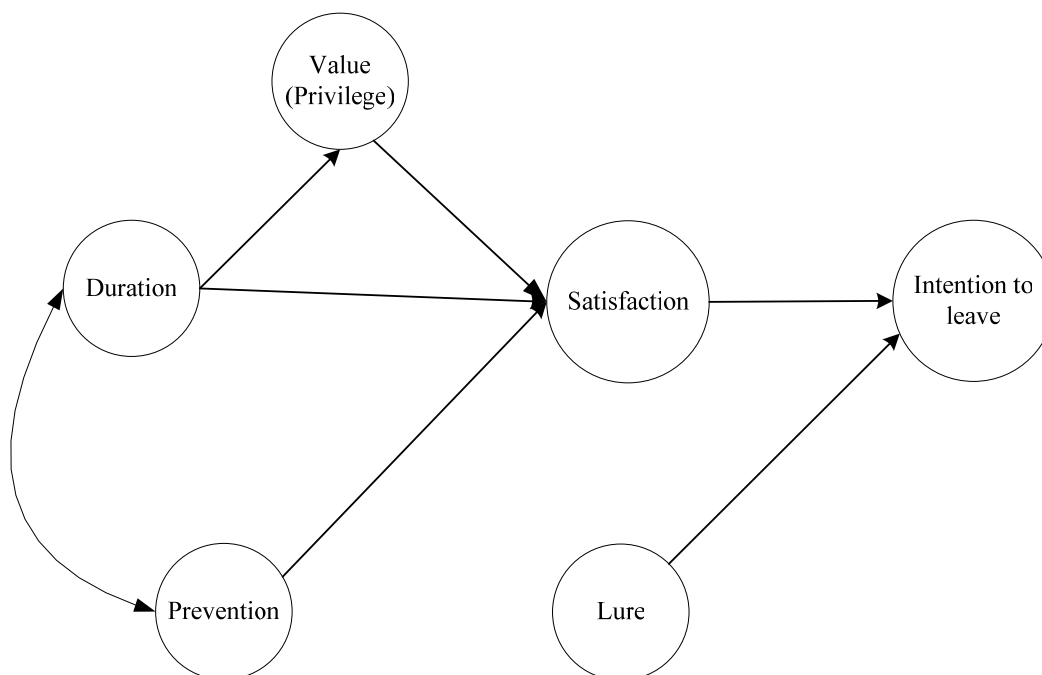 Value
(Privilege)
Duration
Satisfaction
Intention to
leave
Prevention
Lure